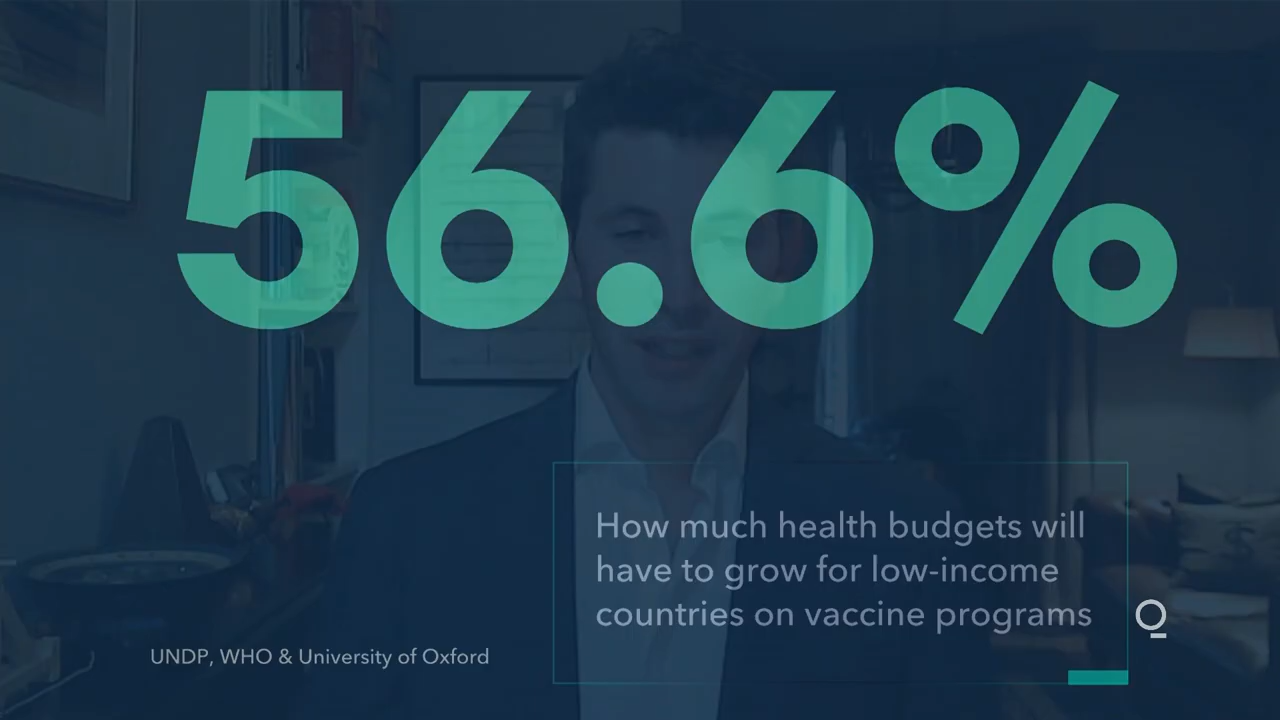 56.6%
How much health budgets will
have to grow for low-income
countries on vaccine programs
UNDP, WHO & University of Oxford